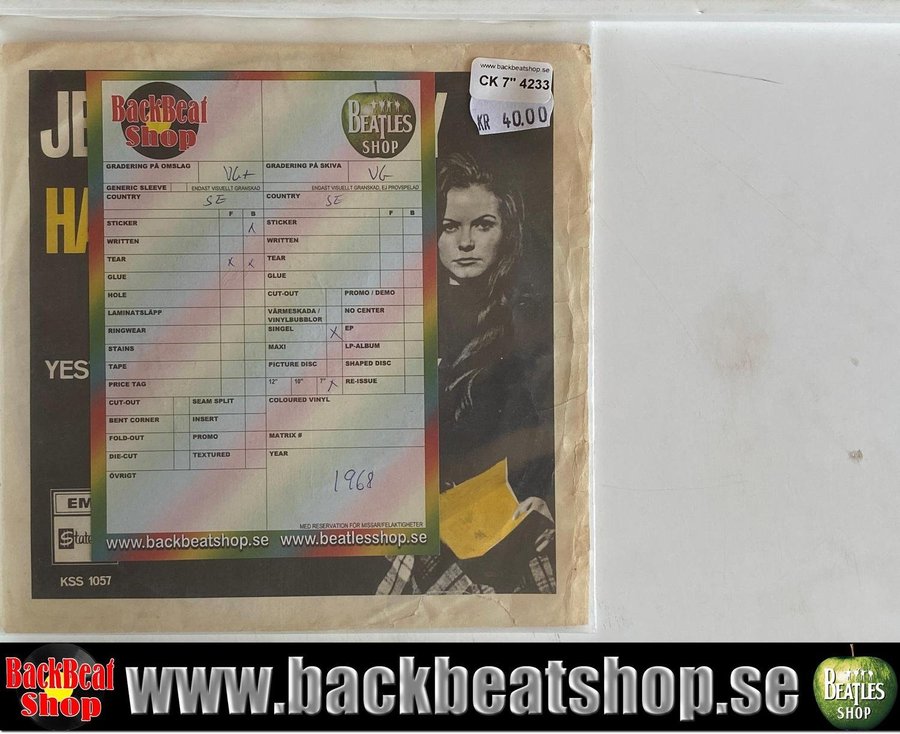 www.backbeatshop.se
CK 7" 4233
KR 40.00
JE
Y
HA
YES
EM
State
KSS 1057
BackBeat
Shop
BEATLES
SHOP
GRADERING PÅ OMSLAG VG+
GRADERING PÅ SKIVA VG
GENERIC SLEEVE ENDAST VISUELLT GRANSKAD
ENDAST VISUELLT GRANSKAD, EJ PROVSPELAD
COUNTRY SE
COUNTRY SE
F B
F B
STICKER X
STICKER
WRITTEN
WRITTEN
TEAR X X
TEAR
GLUE
GLUE
HOLE
CUT-OUT PROMO / DEMO
LAMINATSLÄPP
VÄRMESKADA / NO CENTER
VINYLBUBBLOR
RINGWEAR
SINGEL X EP
STAINS
MAXI LP-ALBUM
TAPE
PICTURE DISC SHAPED DISC
PRICE TAG
12" 10" 7" X RE-ISSUE
CUT-OUT SEAM SPLIT
COLOURED VINYL
BENT CORNER INSERT
FOLD-OUT PROMO
MATRIX #
DIE-CUT TEXTURED
YEAR
ÖVRIGT
1968
MED RESERVATION FÖR MISSAR/FELAKTIGHETER
www.backbeatshop.se www.beatlesshop.se
BackBeat
Shop
www.backbeatshop.se
BEATLES
SHOP